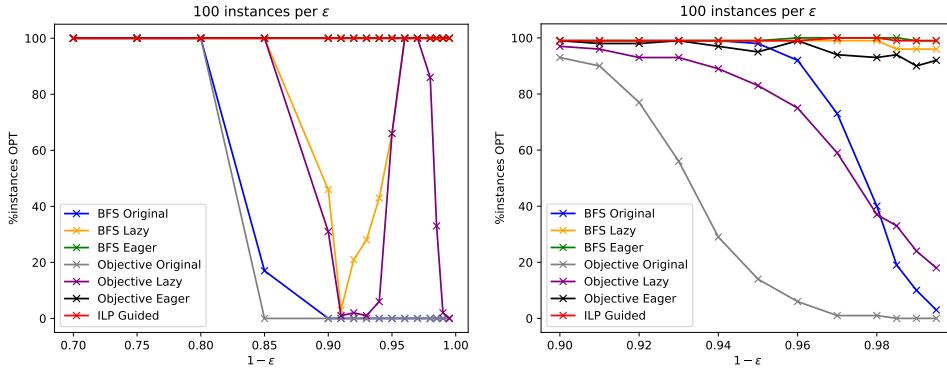 100 instances per ε
%instances OPT
100
80
60
40
20
0
BFS Original
BFS Lazy
BFS Eager
Objective Original
Objective Lazy
Objective Eager
ILP Guided
0.70 0.75 0.80 0.85 0.90 0.95 1.00
1 − ε
100 instances per ε
%instances OPT
100
80
60
40
20
0
BFS Original
BFS Lazy
BFS Eager
Objective Original
Objective Lazy
Objective Eager
ILP Guided
0.90 0.92 0.94 0.96 0.98
1 − ε